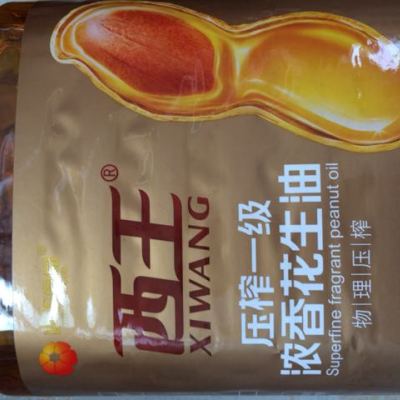 西王®
XIWANG
压榨一级
浓香花生油
Superfine fragrant peanut oil
物理压榨